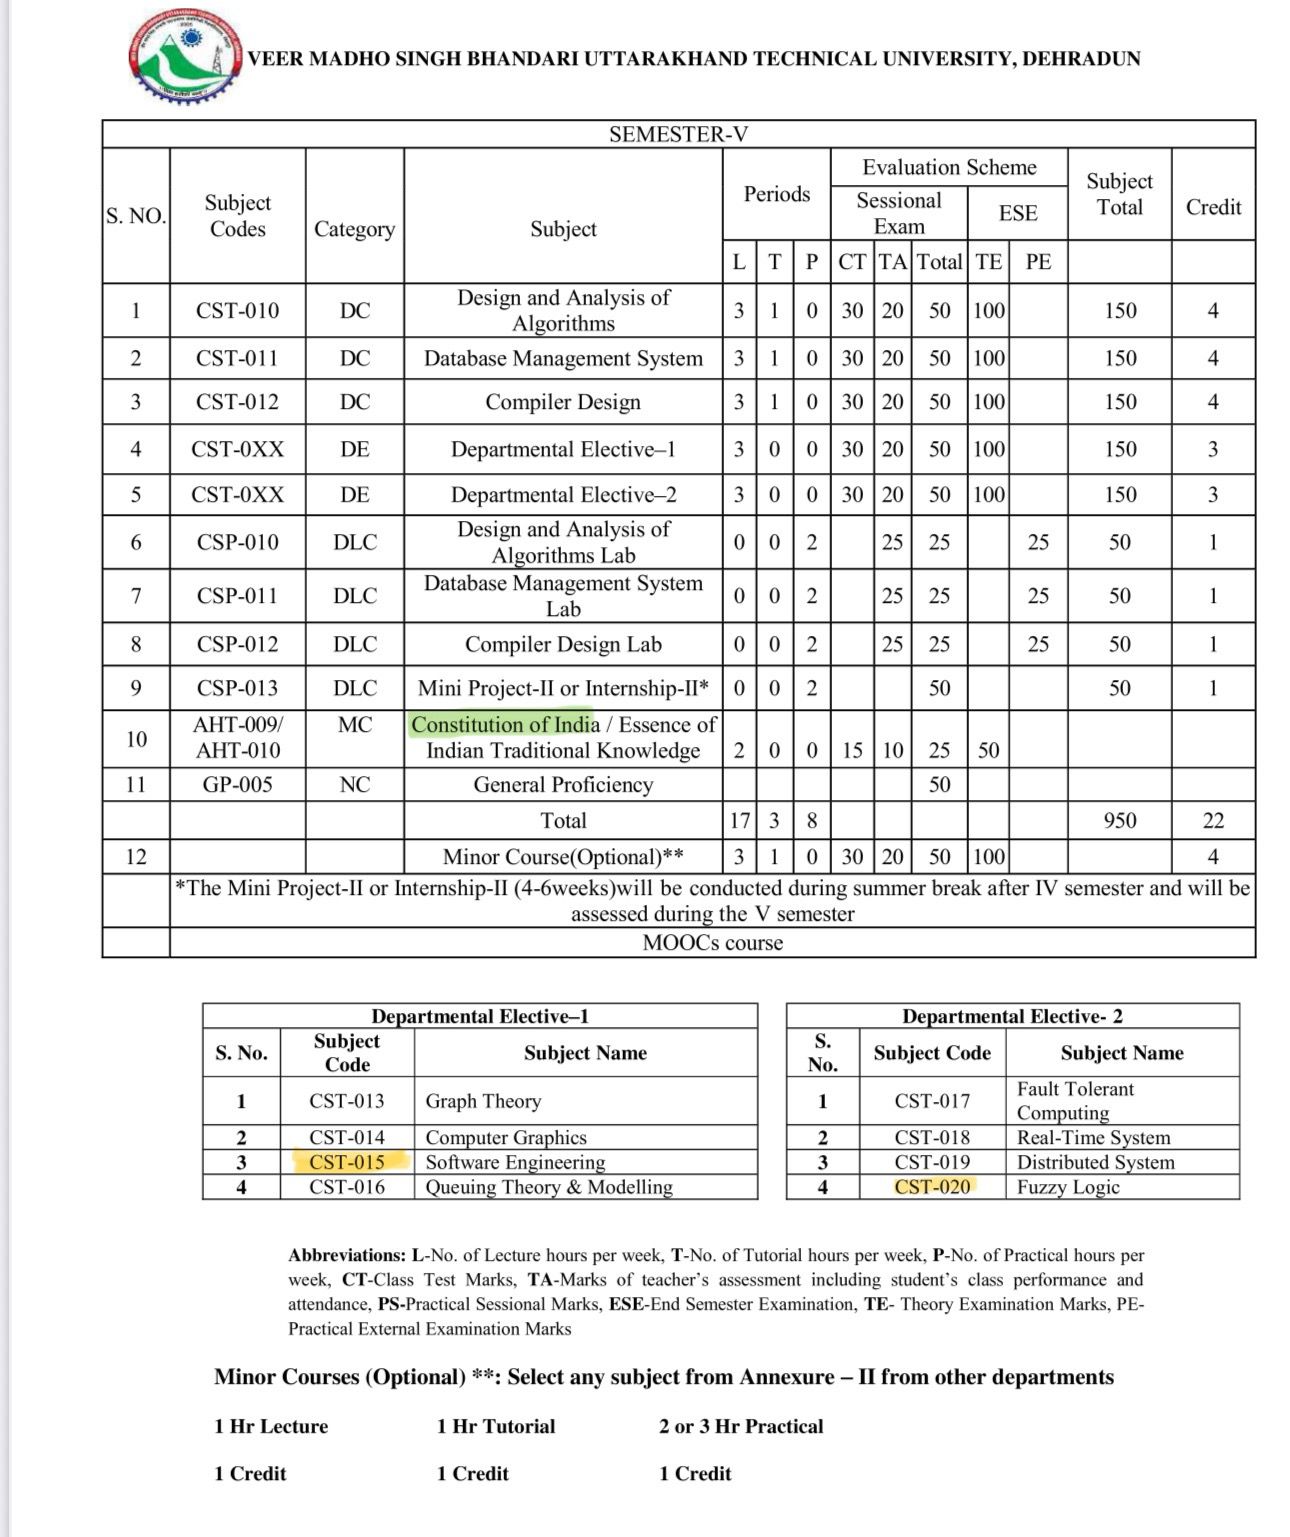 VEER MADHO SINGH BHANDARI UTTARAKHAND TECHNICAL UNIVERSITY, DEHRADUN
SEMESTER-V
S. NO. Subject Codes Category Subject Periods Evaluation Scheme Subject Total Credit
Sessional Exam ESE
L T P CT TA Total TE PE
1 CST-010 DC Design and Analysis of Algorithms 3 1 0 30 20 50 100 150 4
2 CST-011 DC Database Management System 3 1 0 30 20 50 100 150 4
3 CST-012 DC Compiler Design 3 1 0 30 20 50 100 150 4
4 CST-0XX DE Departmental Elective–1 3 0 0 30 20 50 100 150 3
5 CST-0XX DE Departmental Elective–2 3 0 0 30 20 50 100 150 3
6 CSP-010 DLC Design and Analysis of Algorithms Lab 0 0 2 25 25 25 50 1
7 CSP-011 DLC Database Management System Lab 0 0 2 25 25 25 50 1
8 CSP-012 DLC Compiler Design Lab 0 0 2 25 25 25 50 1
9 CSP-013 DLC Mini Project-II or Internship-II* 0 0 2 50 50 1
10 AHT-009/ AHT-010 MC Constitution of India / Essence of Indian Traditional Knowledge 2 0 0 15 10 25 50
11 GP-005 NC General Proficiency 50
Total 17 3 8 950 22
12 Minor Course(Optional)** 3 1 0 30 20 50 100 4
*The Mini Project-II or Internship-II (4-6weeks)will be conducted during summer break after IV semester and will be
assessed during the V semester
MOOCs course
Departmental Elective–1
S. No. Subject Code Subject Name
1 CST-013 Graph Theory
2 CST-014 Computer Graphics
3 CST-015 Software Engineering
4 CST-016 Queuing Theory & Modelling
Departmental Elective- 2
S. No. Subject Code Subject Name
1 CST-017 Fault Tolerant Computing
2 CST-018 Real-Time System
3 CST-019 Distributed System
4 CST-020 Fuzzy Logic
Abbreviations: L-No. of Lecture hours per week, T-No. of Tutorial hours per week, P-No. of Practical hours per
week, CT-Class Test Marks, TA-Marks of teacher's assessment including student's class performance and
attendance, PS-Practical Sessional Marks, ESE-End Semester Examination, TE- Theory Examination Marks, PE-
Practical External Examination Marks
Minor Courses (Optional) **: Select any subject from Annexure – II from other departments
1 Hr Lecture 1 Hr Tutorial 2 or 3 Hr Practical
1 Credit 1 Credit 1 Credit